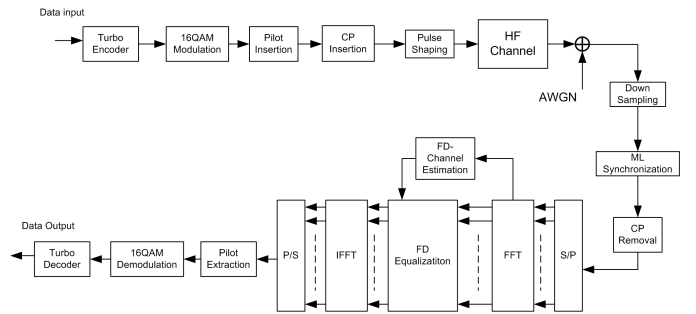 Data input
Turbo
Encoder
16QAM
Modulation
Pilot
Insertion
CP
Insertion
Pulse
Shaping
HF
Channel
AWGN
Down
Sampling
ML
Synchronization
CP
Removal
FD-
Channel
Estimation
S/P
FFT
FD
Equalizatiton
IFFT
P/S
Pilot
Extraction
16QAM
Demodulation
Turbo
Decoder
Data Output